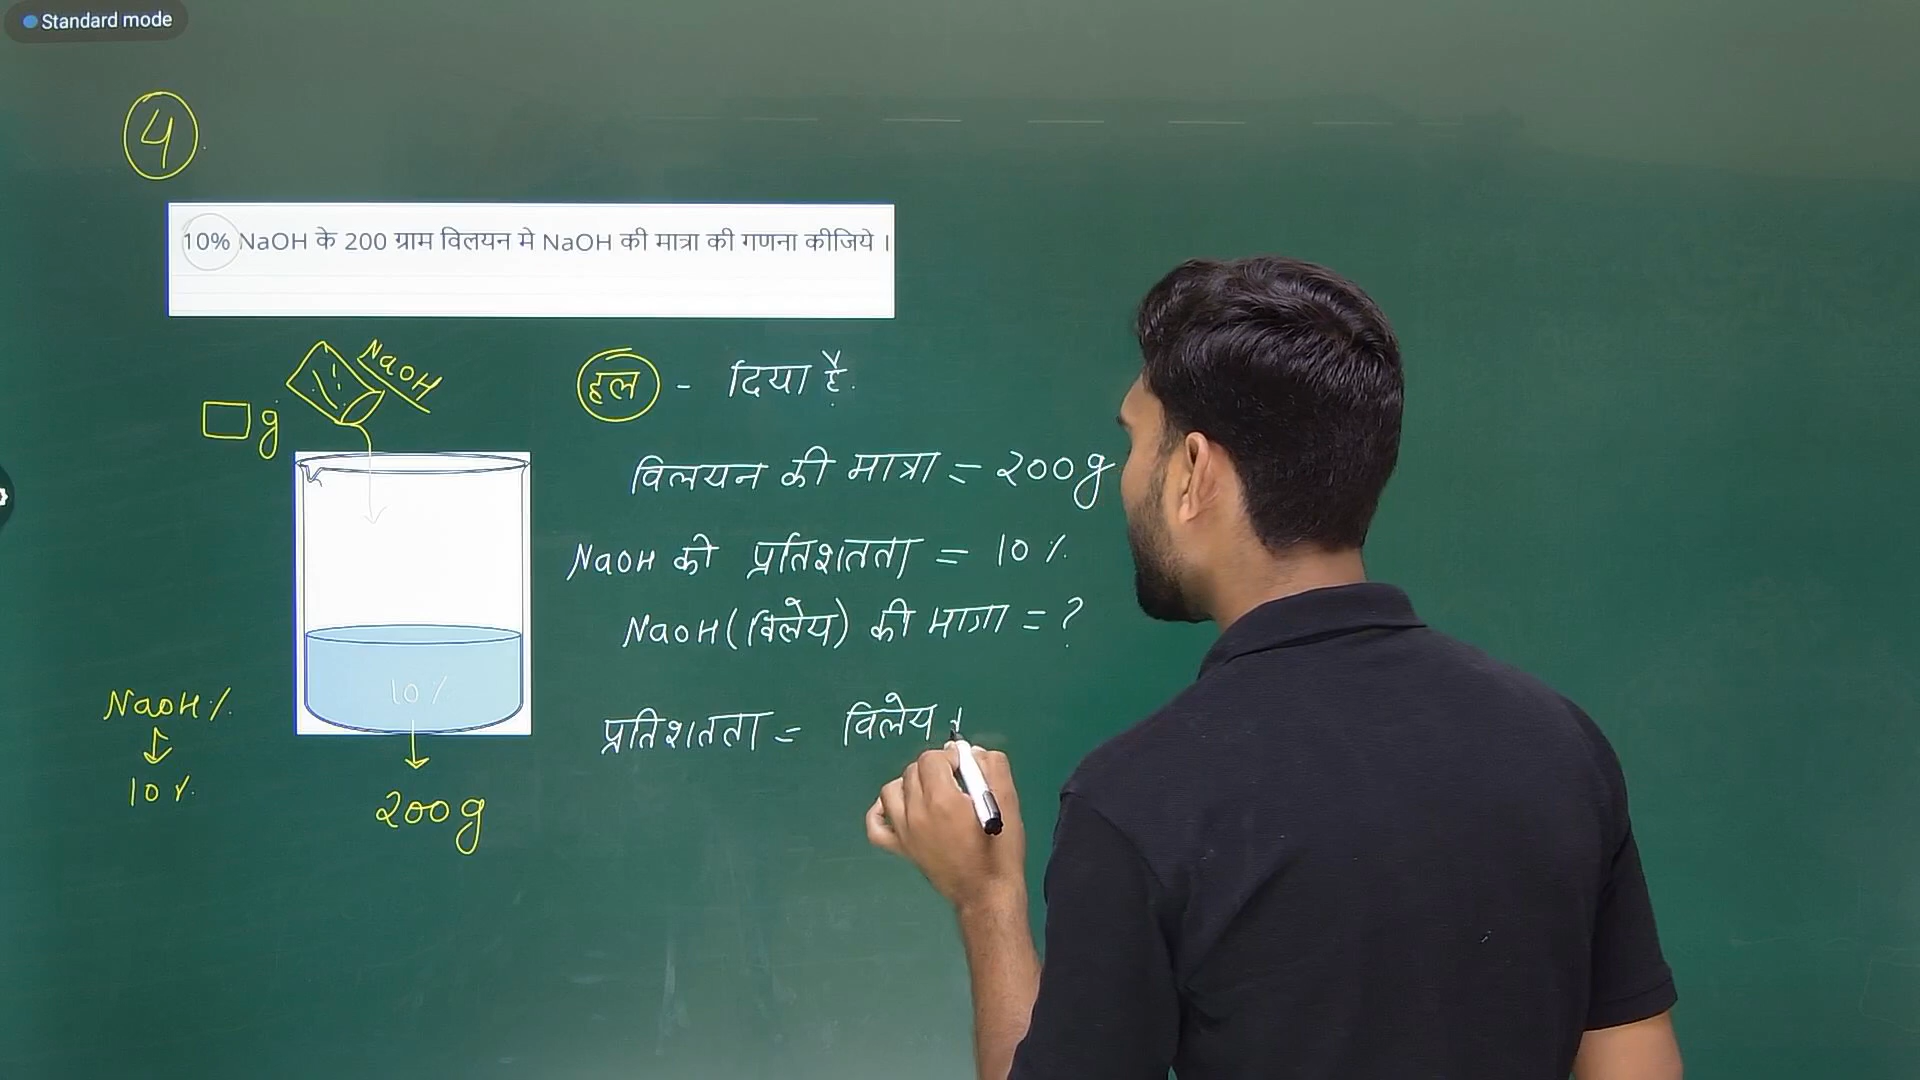 Standard mode
4
10% NaOH के 200 ग्राम विलयन मे NaOH की मात्रा की गणना कीजिये ।
NaOH
g
हल - दिया है.
विलयन की मात्रा = 200g
NaOH की प्रतिशतता = 10%
NaOH (विलेय) की मात्रा = ?
10%
NaOH%
10%
200g
प्रतिशतता = विलेय